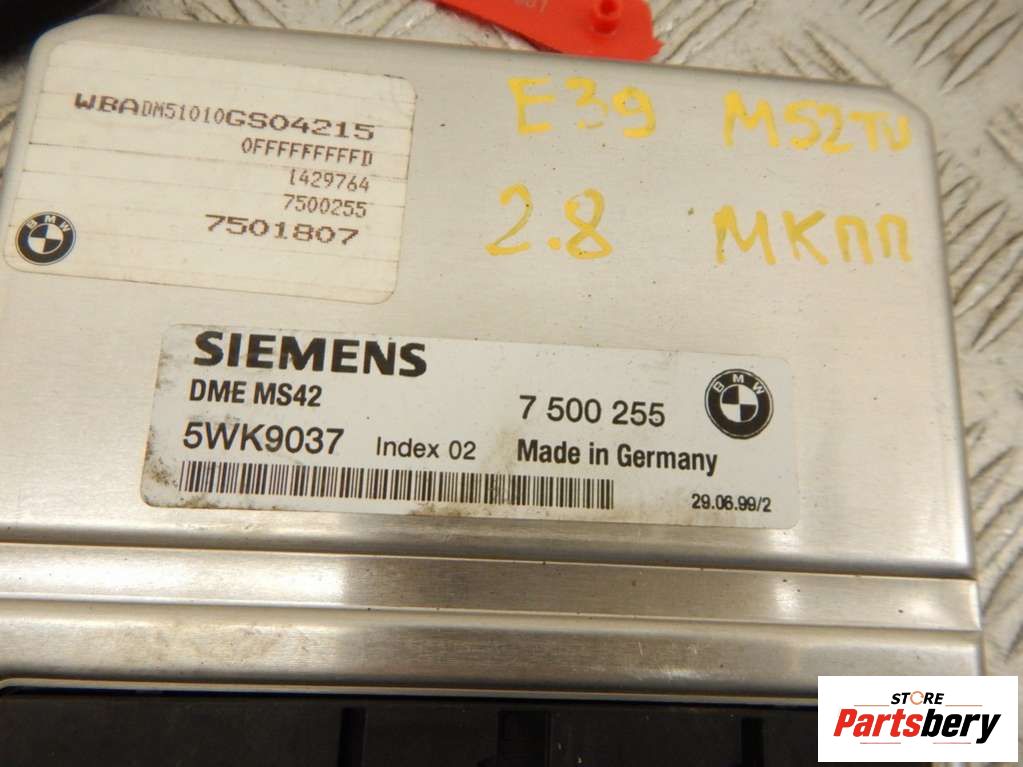 WBADM51010GS04215
0FFFFFFFFFD
1429764
7500255
7501807
BMW
E39 M52TU
2.8 МКПП
SIEMENS
DME MS42
7 500 255
BMW
5WK9037 Index 02 Made in Germany
29.06.99/2
STORE
Partsbery